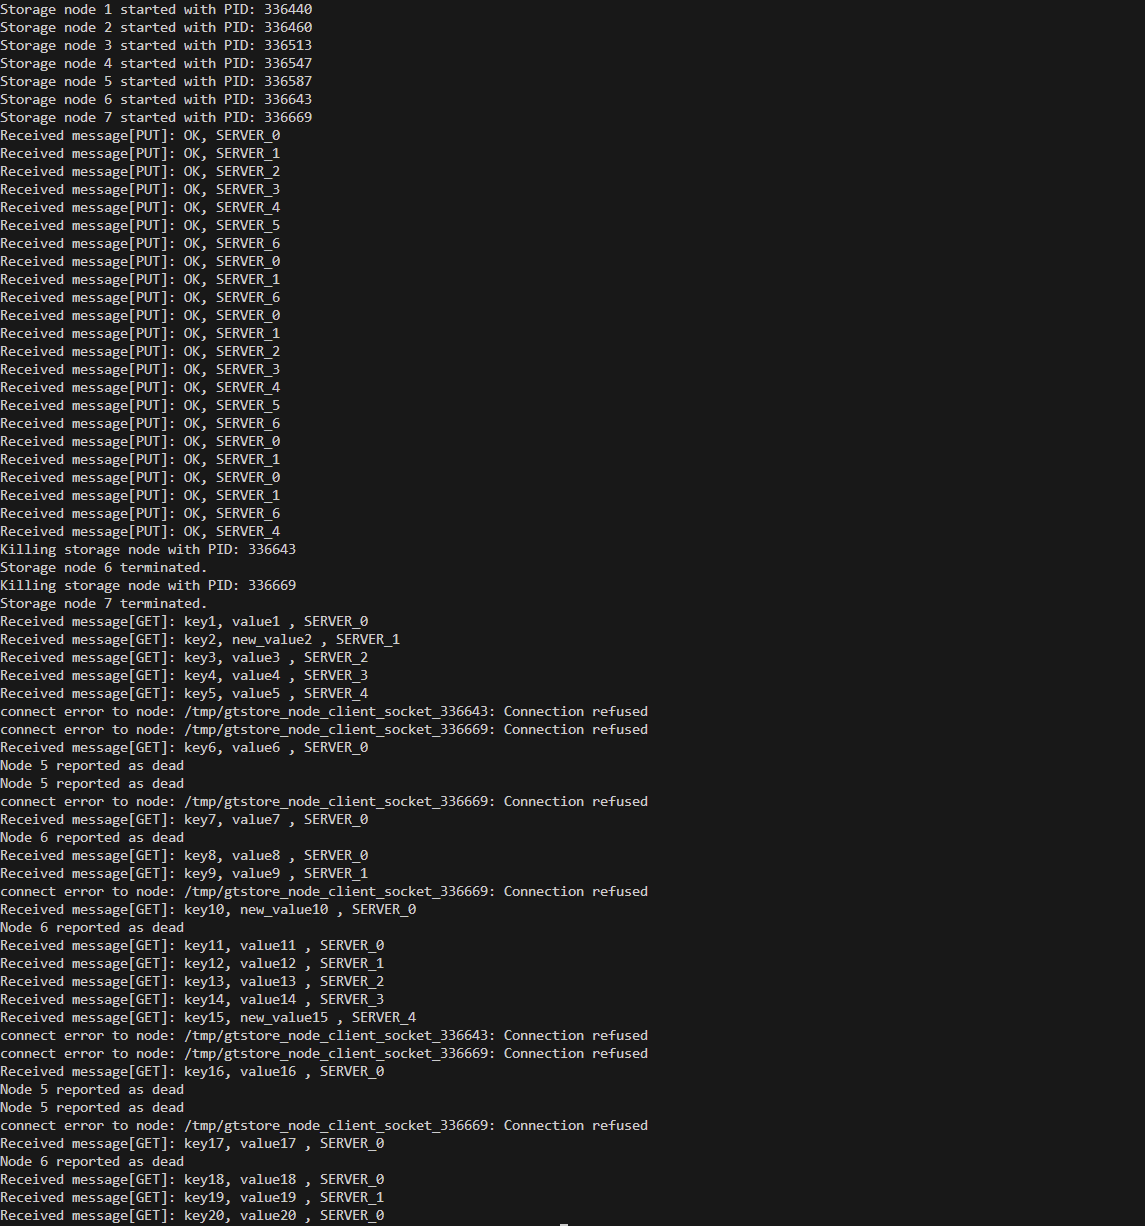 Storage node 1 started with PID: 336440
Storage node 2 started with PID: 336460
Storage node 3 started with PID: 336513
Storage node 4 started with PID: 336547
Storage node 5 started with PID: 336587
Storage node 6 started with PID: 336643
Storage node 7 started with PID: 336669
Received message[PUT]: OK, SERVER_0
Received message[PUT]: OK, SERVER_1
Received message[PUT]: OK, SERVER_2
Received message[PUT]: OK, SERVER_3
Received message[PUT]: OK, SERVER_4
Received message[PUT]: OK, SERVER_5
Received message[PUT]: OK, SERVER_6
Received message[PUT]: OK, SERVER_0
Received message[PUT]: OK, SERVER_1
Received message[PUT]: OK, SERVER_6
Received message[PUT]: OK, SERVER_0
Received message[PUT]: OK, SERVER_1
Received message[PUT]: OK, SERVER_2
Received message[PUT]: OK, SERVER_3
Received message[PUT]: OK, SERVER_4
Received message[PUT]: OK, SERVER_5
Received message[PUT]: OK, SERVER_6
Received message[PUT]: OK, SERVER_0
Received message[PUT]: OK, SERVER_1
Received message[PUT]: OK, SERVER_0
Received message[PUT]: OK, SERVER_1
Received message[PUT]: OK, SERVER_6
Received message[PUT]: OK, SERVER_4
Killing storage node with PID: 336643
Storage node 6 terminated.
Killing storage node with PID: 336669
Storage node 7 terminated.
Received message[GET]: key1, value1 , SERVER_0
Received message[GET]: key2, new_value2 , SERVER_1
Received message[GET]: key3, value3 , SERVER_2
Received message[GET]: key4, value4 , SERVER_3
Received message[GET]: key5, value5 , SERVER_4
connect error to node: /tmp/gtstore_node_client_socket_336643: Connection refused
connect error to node: /tmp/gtstore_node_client_socket_336669: Connection refused
Received message[GET]: key6, value6 , SERVER_0
Node 5 reported as dead
Node 5 reported as dead
connect error to node: /tmp/gtstore_node_client_socket_336669: Connection refused
Received message[GET]: key7, value7 , SERVER_0
Node 6 reported as dead
Received message[GET]: key8, value8 , SERVER_0
Received message[GET]: key9, value9 , SERVER_1
connect error to node: /tmp/gtstore_node_client_socket_336669: Connection refused
Received message[GET]: key10, new_value10 , SERVER_0
Node 6 reported as dead
Received message[GET]: key11, value11 , SERVER_0
Received message[GET]: key12, value12 , SERVER_1
Received message[GET]: key13, value13 , SERVER_2
Received message[GET]: key14, value14 , SERVER_3
Received message[GET]: key15, new_value15 , SERVER_4
connect error to node: /tmp/gtstore_node_client_socket_336643: Connection refused
connect error to node: /tmp/gtstore_node_client_socket_336669: Connection refused
Received message[GET]: key16, value16 , SERVER_0
Node 5 reported as dead
Node 5 reported as dead
connect error to node: /tmp/gtstore_node_client_socket_336669: Connection refused
Received message[GET]: key17, value17 , SERVER_0
Node 6 reported as dead
Received message[GET]: key18, value18 , SERVER_0
Received message[GET]: key19, value19 , SERVER_1
Received message[GET]: key20, value20 , SERVER_0